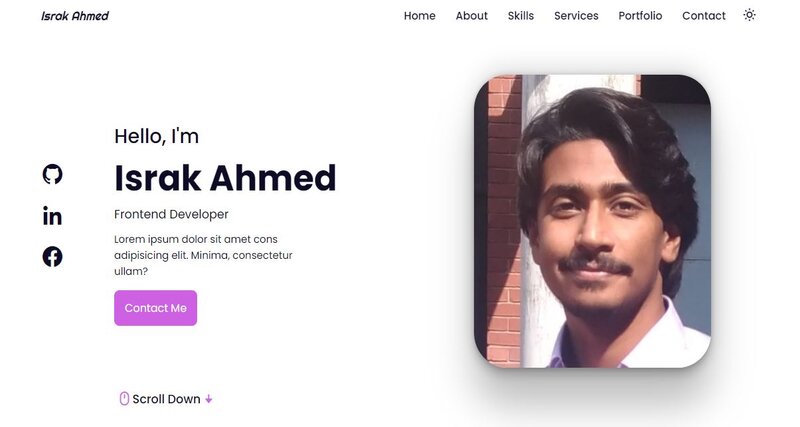 Israk Ahmed
Home About Skills Services Portfolio Contact
Hello, I'm
Israk Ahmed
Frontend Developer
Lorem ipsum dolor sit amet cons
adipisicing elit. Minima, consectetur
ullam?
Contact Me
Scroll Down